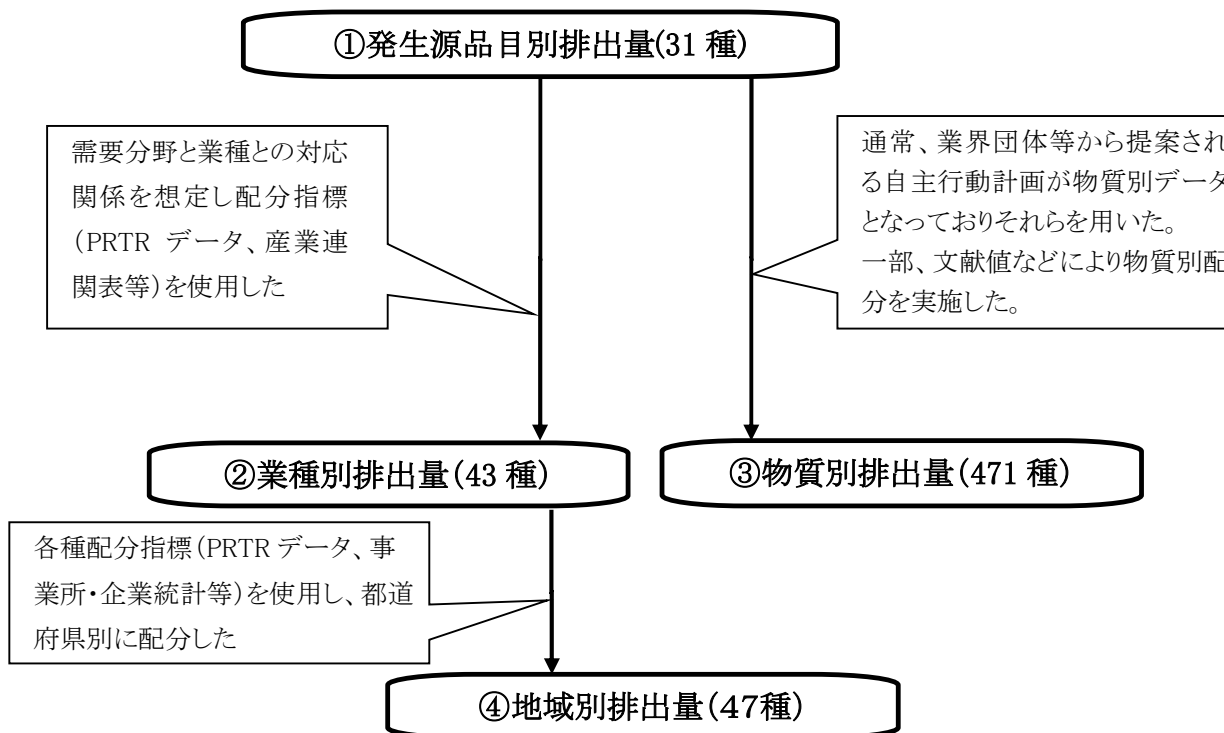 ①発生源品目別排出量(31 種)
需要分野と業種との対応
関係を想定し配分指標
(PRTR データ、産業連
関表等)を使用した
通常、業界団体等から提案され
る自主行動計画が物質別データ
となっておりそれらを用いた。
一部、文献値などにより物質別配
分を実施した。
②業種別排出量(43 種)
③物質別排出量(471 種)
各種配分指標(PRTR データ、事
業所・企業統計等)を使用し、都道
府県別に配分した
④地域別排出量(47種)